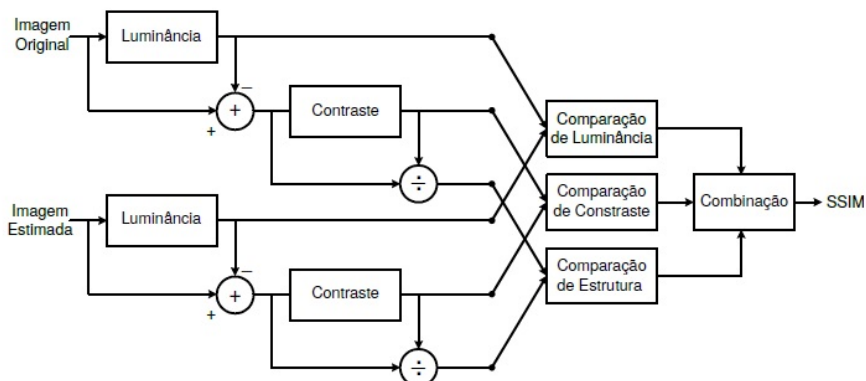 Imagem
Original
Luminância
−
+
+
Contraste
÷
Comparação
de Luminância
Imagem
Estimada
Luminância
Comparação
de Constraste
Combinação
SSIM
−
+
+
Contraste
÷
Comparação
de Estrutura